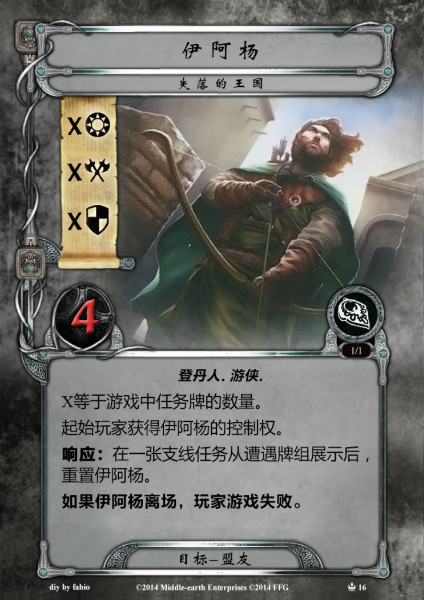 伊阿杨
失落的王国
X
X
X
4
1/1
登丹人. 游侠.
X等于游戏中任务牌的数量。
起始玩家获得伊阿杨的控制权。
响应：在一张支线任务从遭遇牌组展示后，
重置伊阿杨。
如果伊阿杨离场，玩家游戏失败。
目标–盟友
diy by fabio
©2014 Middle-earth Enterprises ©2014 FFG
16